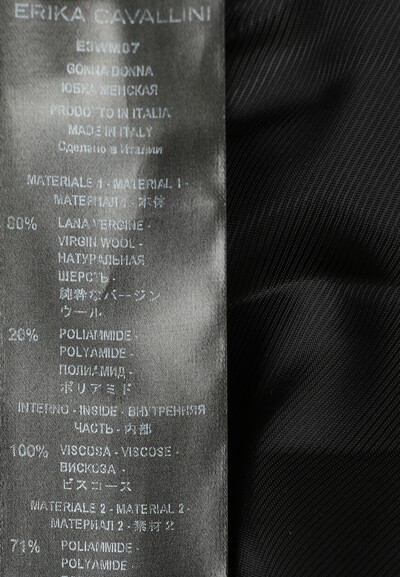 ERIKA CAVALLINI
E3WM07
GONNA DONNA
ЮБКА ЖЕНСКАЯ
PRODOTTO IN ITALIA
MADE IN ITALY
Сделано в Италии
MATERIALE 1 - MATERIAL 1 -
МАТЕРИАЛ 1 - 本体
80% LANA VERGINE -
VIRGIN WOOL -
НАТУРАЛЬНАЯ
ШЕРСТЬ -
純粋なバージン
ウール
20% POLIAMMIDE -
POLYAMIDE -
ПОЛИАМИД -
ポリアミド
INTERNO - INSIDE - ВНУТРЕННЯЯ
ЧАСТЬ - 内部
100% VISCOSA - VISCOSE -
ВИСКОЗА -
ビスコース
MATERIALE 2 - MATERIAL 2 -
МАТЕРИАЛ 2 - 素材 2
71% POLIAMMIDE -
POLYAMIDE -